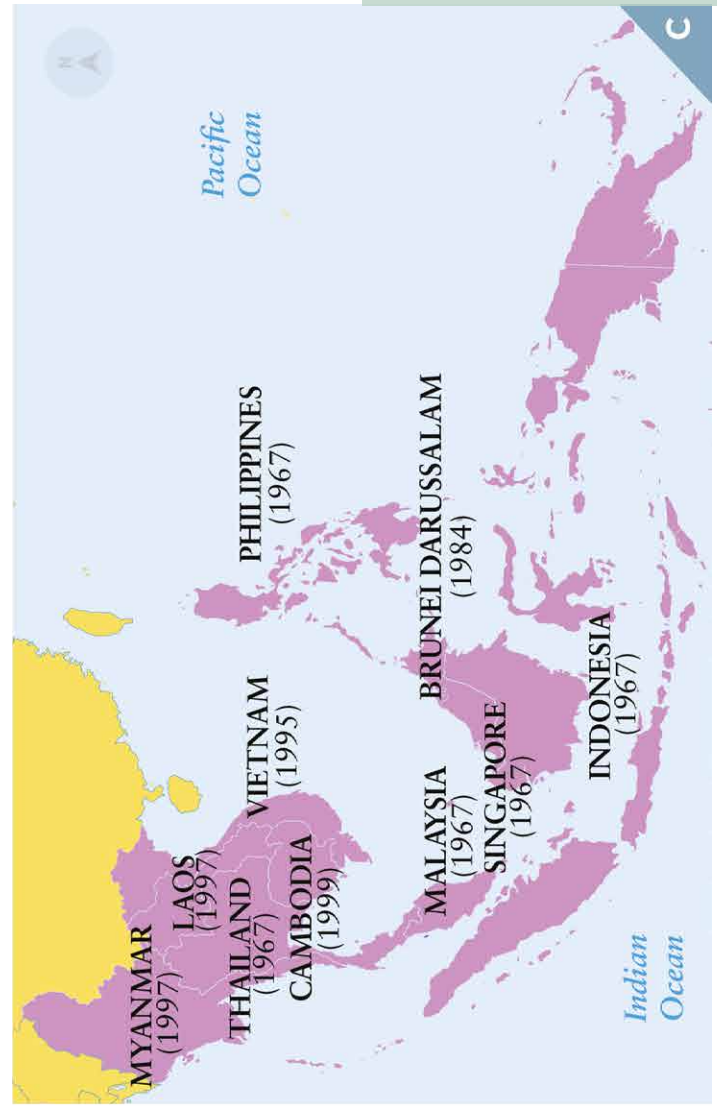 N
Pacific
Ocean
MYANMAR
(1997)
LAOS
(1997)
THAILAND
(1967)
VIETNAM
(1995)
CAMBODIA
(1999)
PHILIPPINES
(1967)
BRUNEI DARUSSALAM
(1984)
MALAYSIA
(1967)
SINGAPORE
(1967)
INDONESIA
(1967)
Indian
Ocean
C